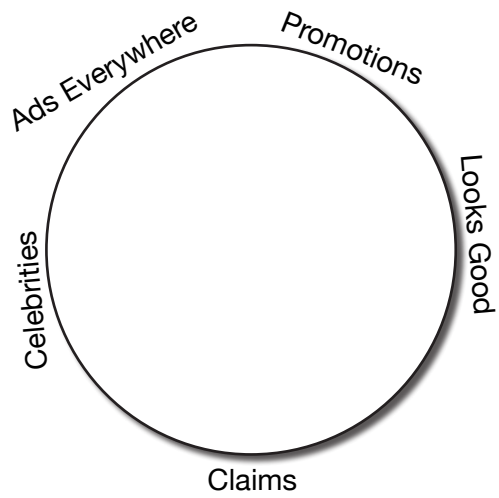 Ads Everywhere
Promotions
Looks Good
Celebrities
Claims